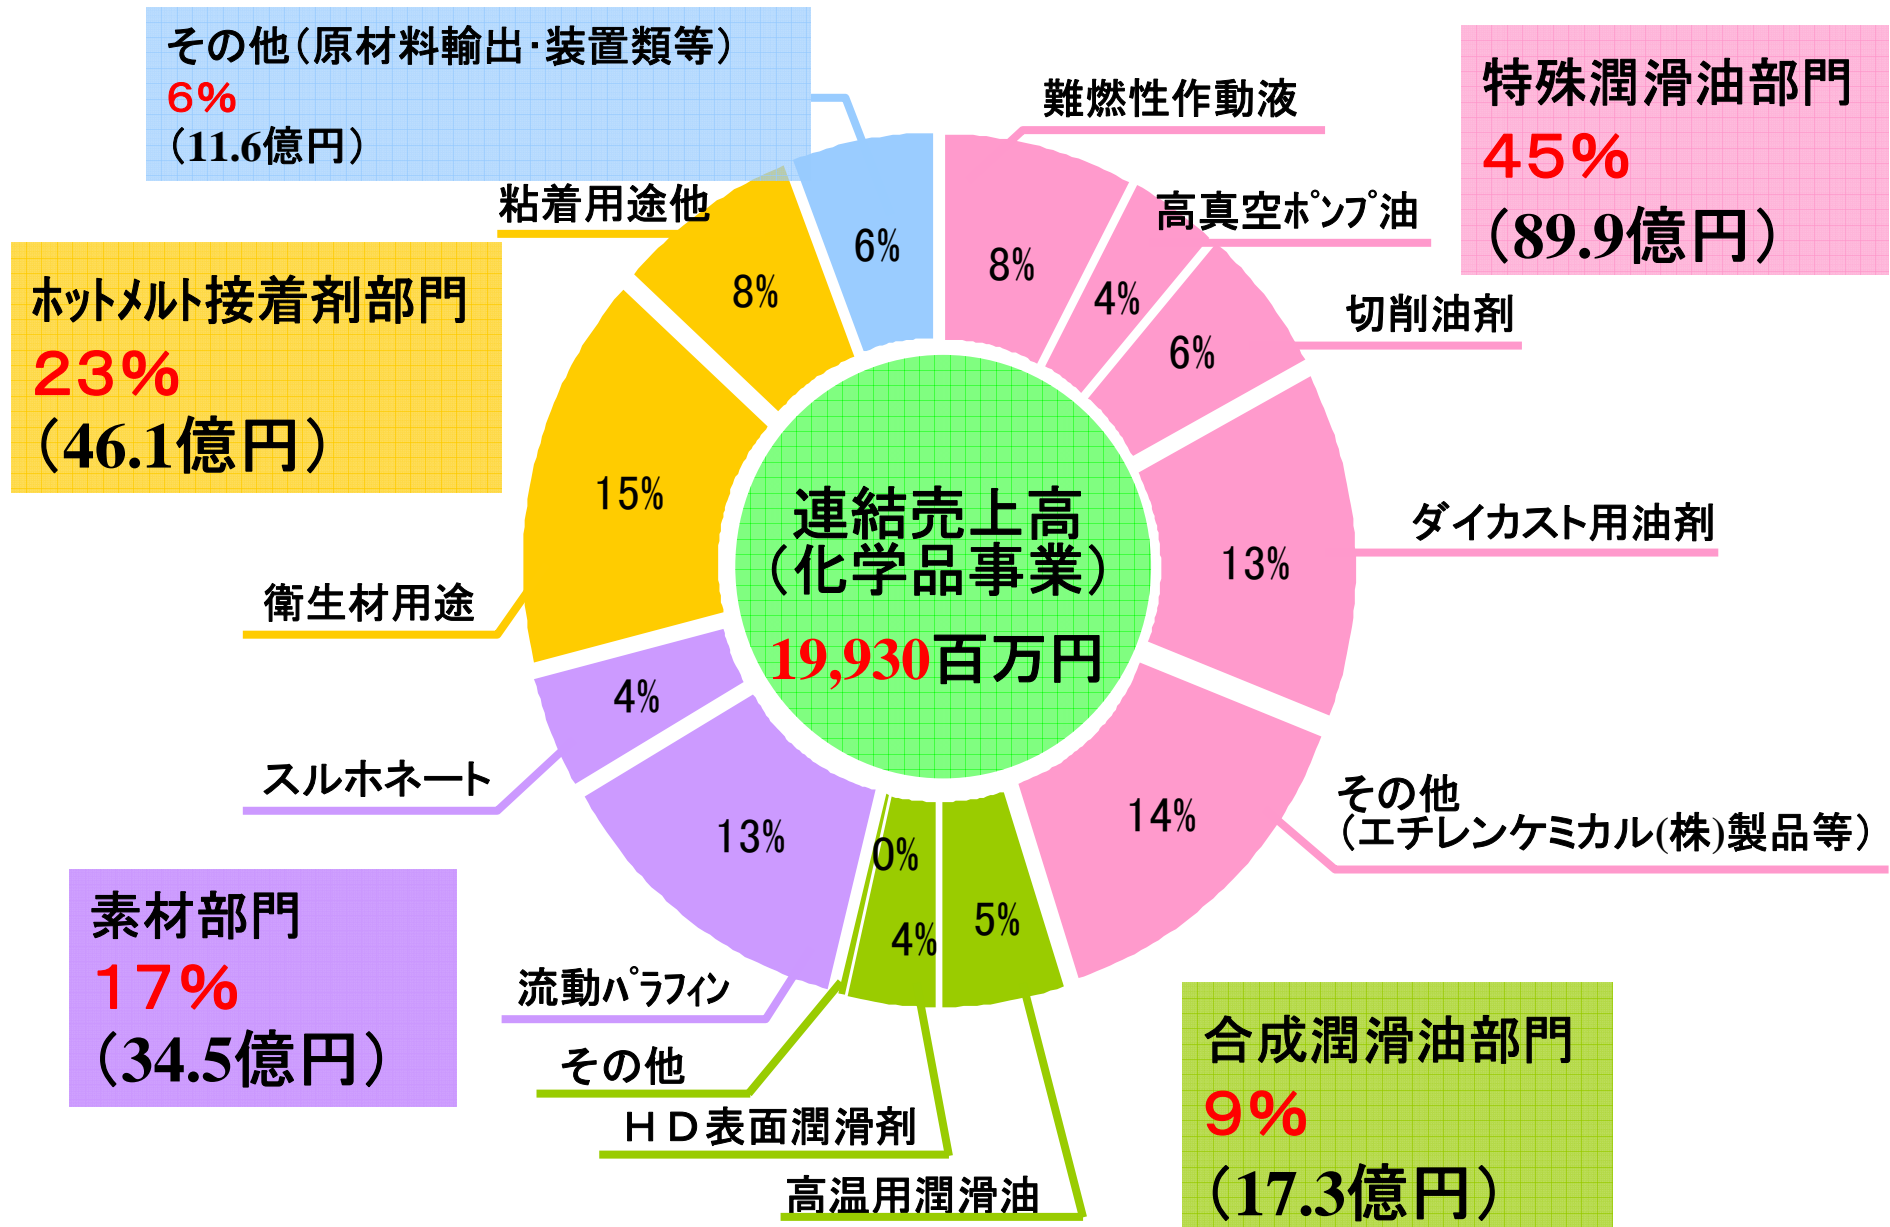 その他（原材料輸出・装置類等）
6%
（11.6億円）
粘着用途他
ﾎｯﾄﾒﾙﾄ接着剤部門
23%
（46.1億円）
衛生材用途
スルホネート
素材部門
17%
（34.5億円）
流動ﾊﾟﾗﾌｨﾝ
その他
ＨＤ表面潤滑剤
高温用潤滑油
難燃性作動液
高真空ﾎﾟﾝﾌﾟ油
切削油剤
ダイカスト用油剤
その他
（エチレンケミカル(株)製品等）
特殊潤滑油部門
45%
（89.9億円）
合成潤滑油部門
9%
（17.3億円）
連結売上高
（化学品事業）
19,930百万円
8%
4%
6%
13%
14%
5%
4%
0%
13%
4%
15%
8%
6%